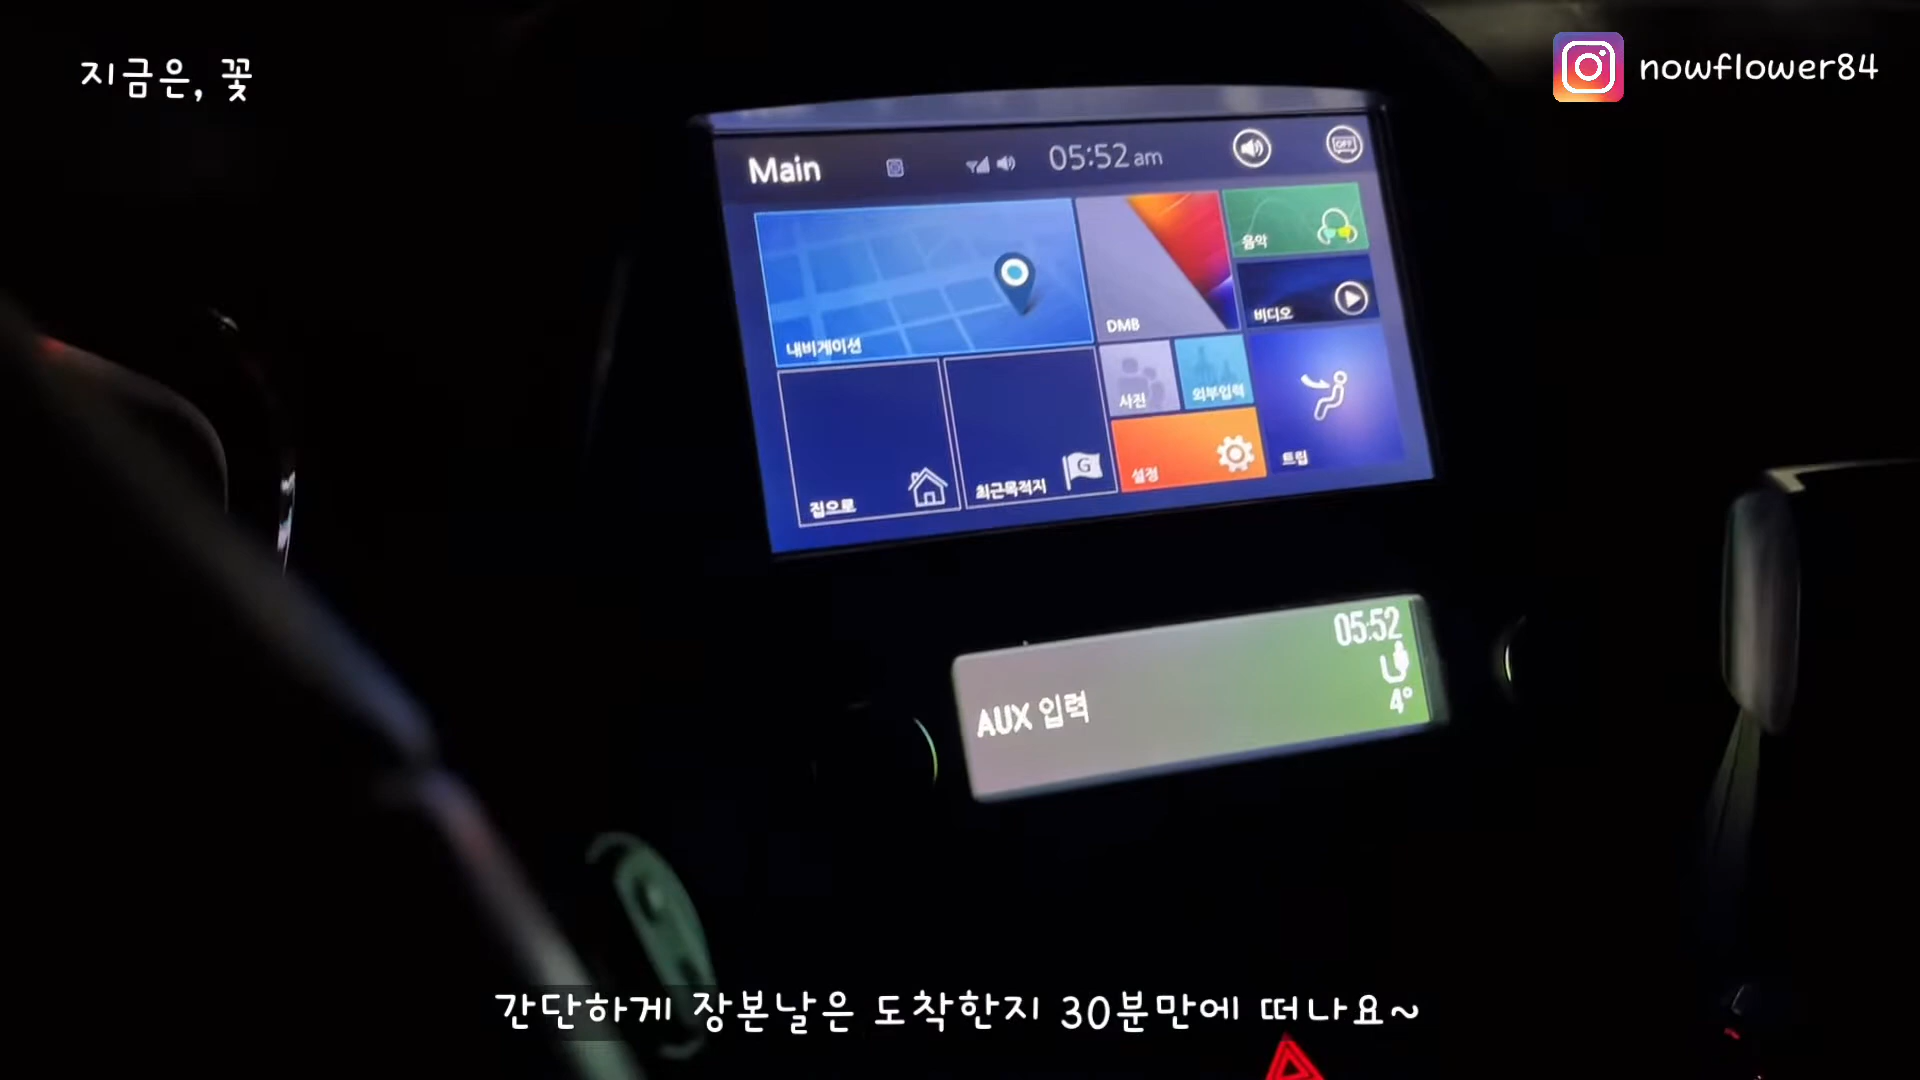 지금은, 꽃
nowflower84
Main
05:52 am
OFF
내비게이션
DMB
음악
비디오
사진
외부입력
트립
설정
집으로
최근목적지
G
05:52
AUX 입력
4°
간단하게 장본날은 도착한지 30분만에 떠나요~